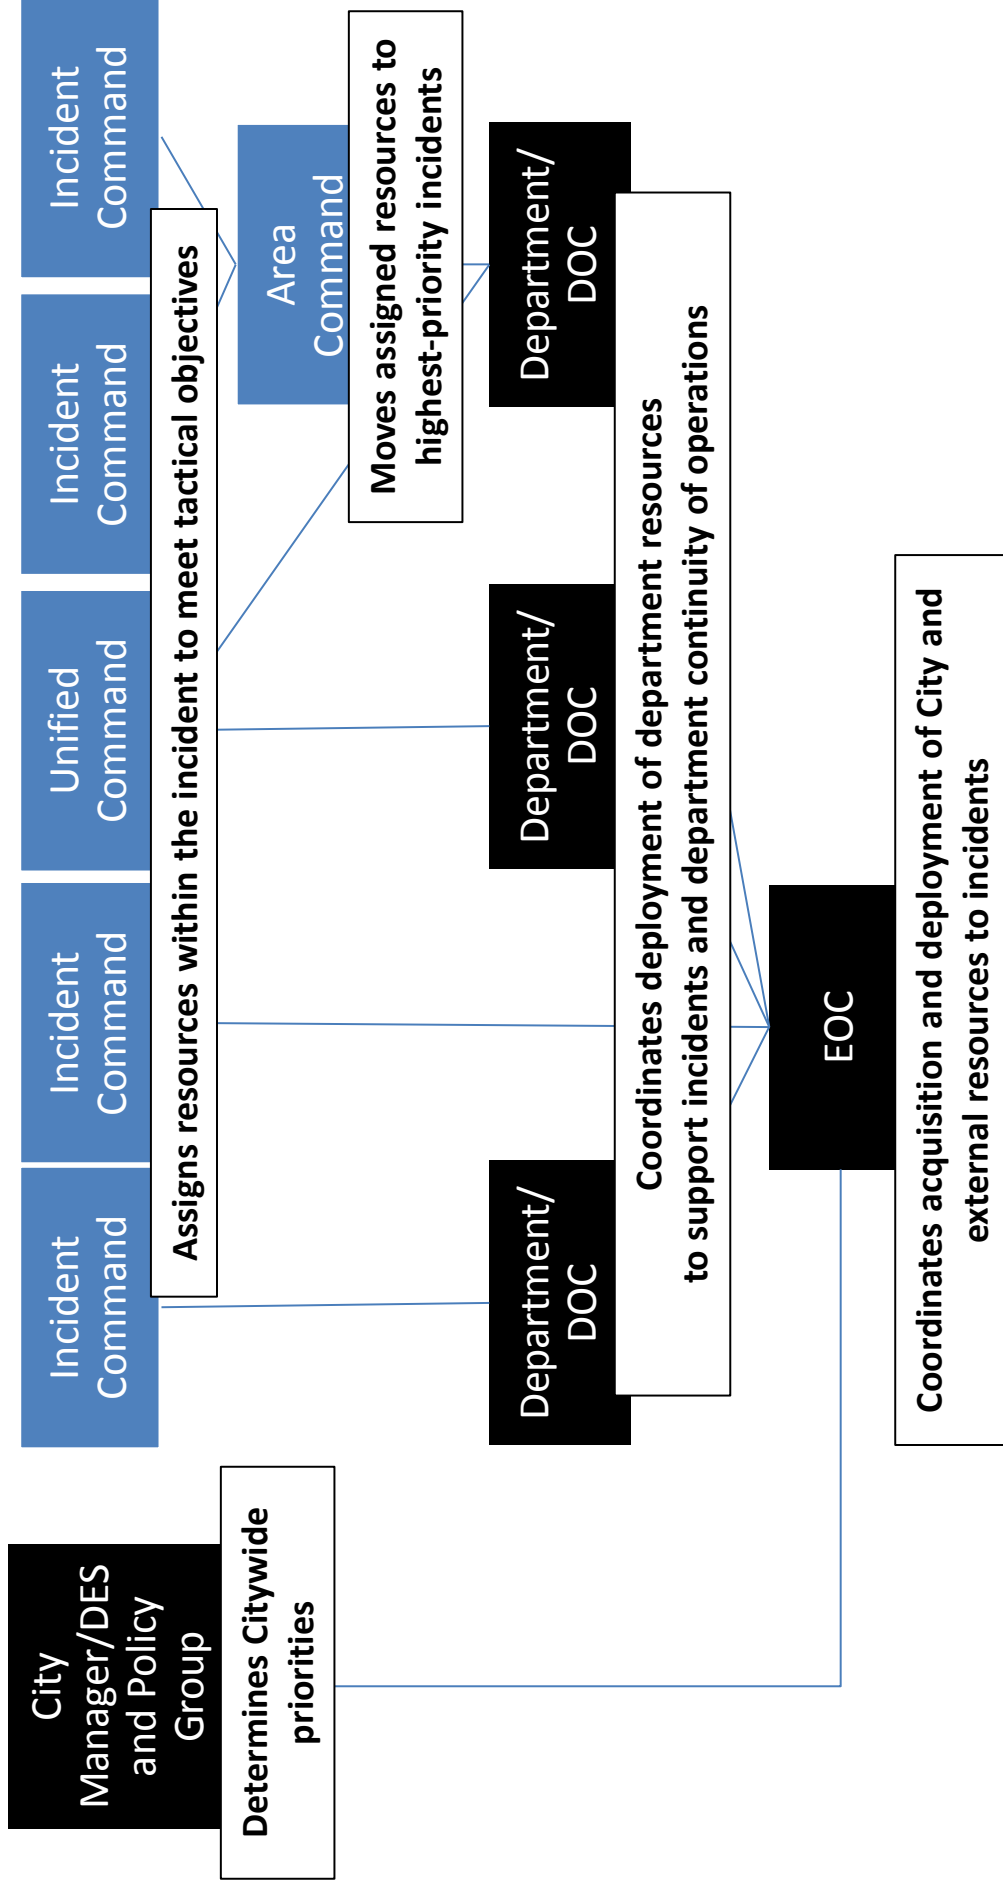 City
Manager/DES
and Policy
Group
Determines Citywide
priorities
Incident
Command
Incident
Command
Unified
Command
Incident
Command
Incident
Command
Assigns resources within the incident to meet tactical objectives
Area
Command
Moves assigned resources to
highest-priority incidents
Department/
DOC
Department/
DOC
Department/
DOC
Coordinates deployment of department resources
to support incidents and department continuity of operations
EOC
Coordinates acquisition and deployment of City and
external resources to incidents